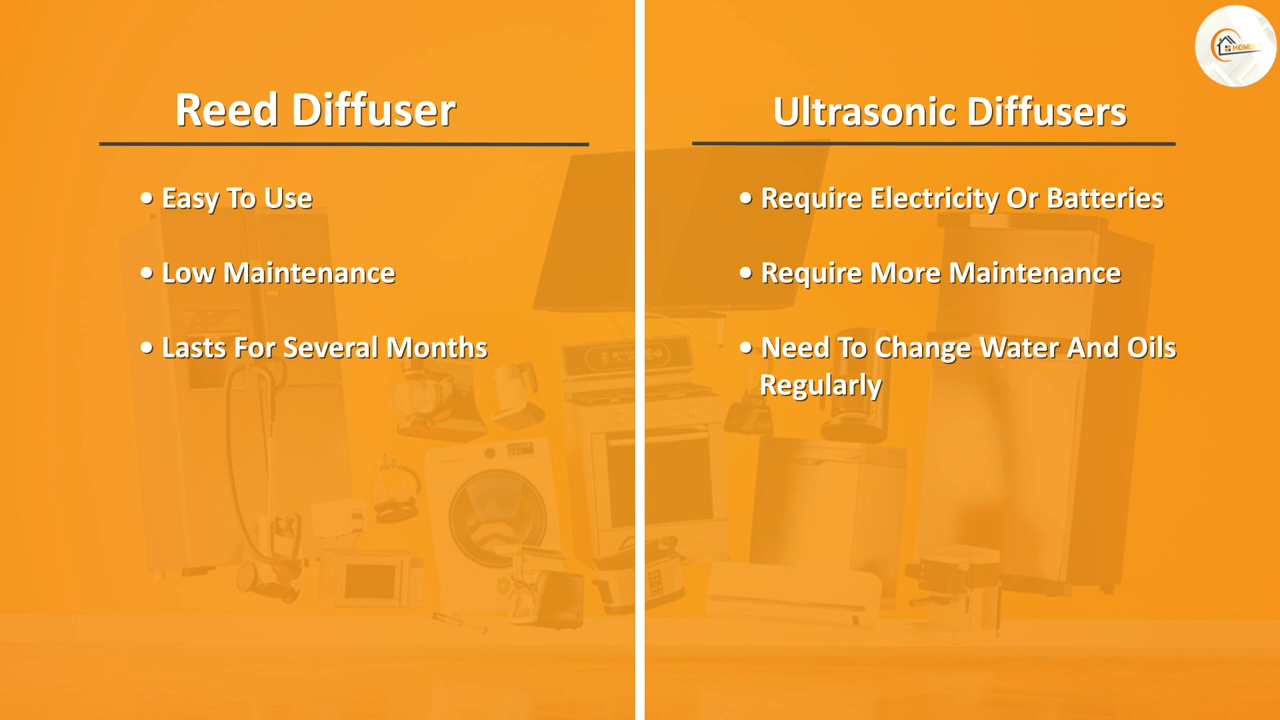 Reed Diffuser
• Easy To Use
• Low Maintenance
• Lasts For Several Months
Ultrasonic Diffusers
• Require Electricity Or Batteries
• Require More Maintenance
• Need To Change Water And Oils
Regularly
HOME